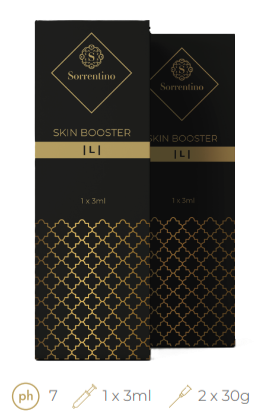 S
Sorrentino
SKIN BOOSTER
| L |
1 x 3ml
S
Sorrentino
SKIN BOOSTER
| L |
1 x 3ml
ph 7 1 x 3ml 2 x 30g